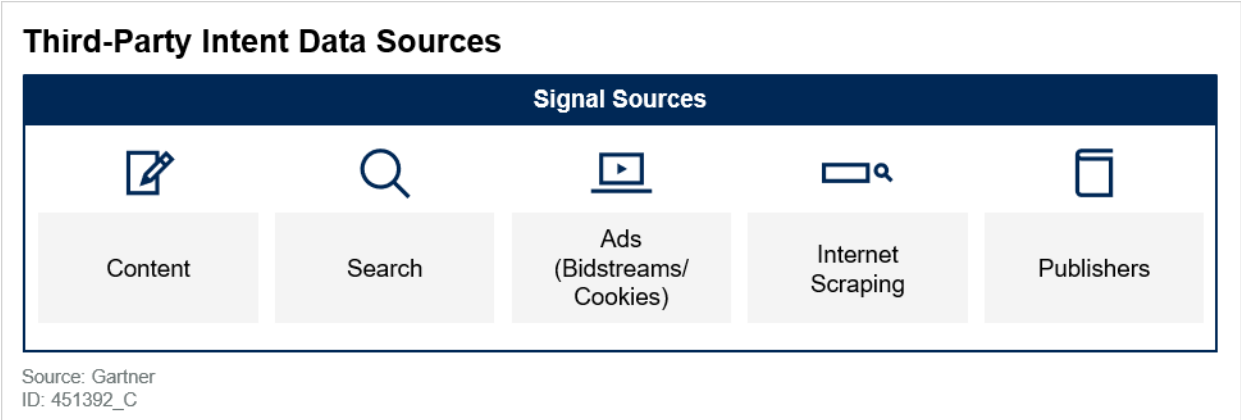 Third-Party Intent Data Sources
Signal Sources
Content
Search
Ads
(Bidstreams/
Cookies)
Internet
Scraping
Publishers
Source: Gartner
ID: 451392_C